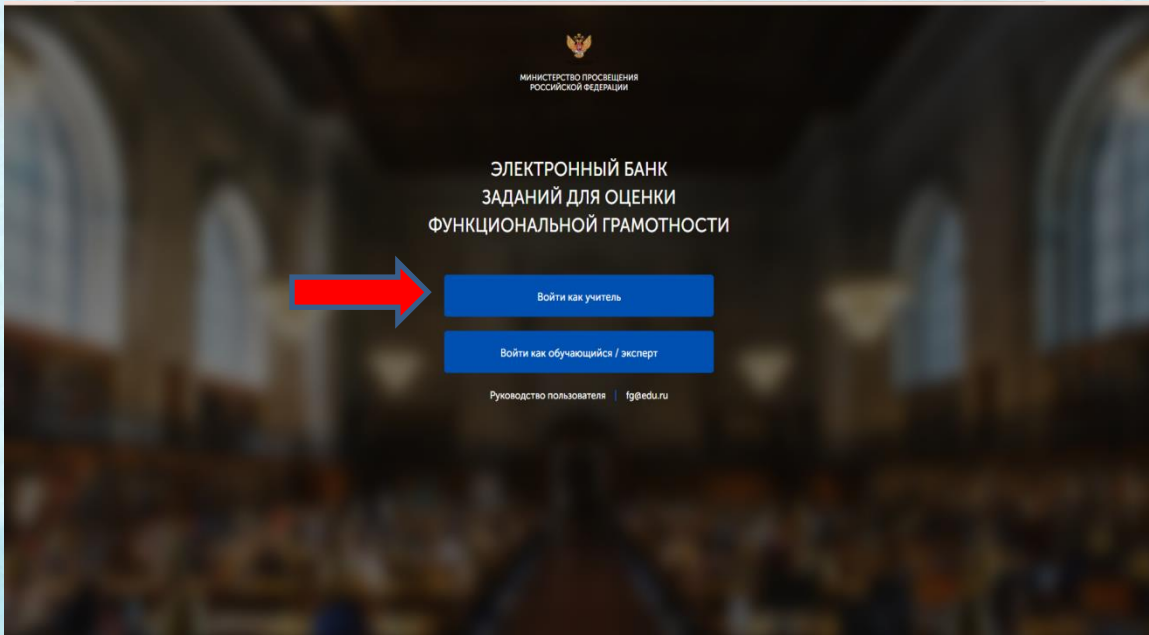 МИНИСТЕРСТВО ПРОСВЕЩЕНИЯ
РОССИЙСКОЙ ФЕДЕРАЦИИ
ЭЛЕКТРОННЫЙ БАНК
ЗАДАНИЙ ДЛЯ ОЦЕНКИ
ФУНКЦИОНАЛЬНОЙ ГРАМОТНОСТИ
Войти как учитель
Войти как обучающийся / эксперт
Руководство пользователя | fg@edu.ru